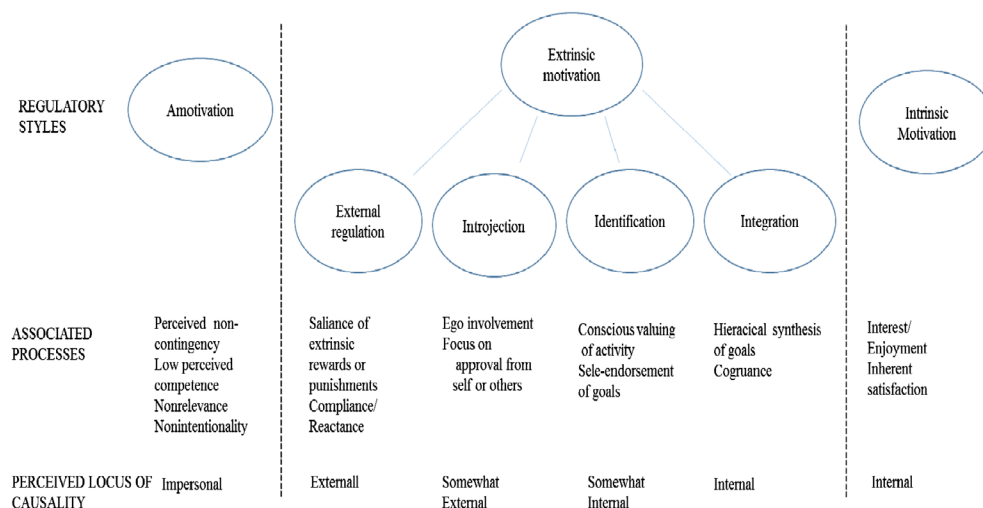 Extrinsic
motivation
REGULATORY
STYLES
Amotivation
Intrinsic
Motivation
External
regulation
Introjection
Identification
Integration
ASSOCIATED
PROCESSES
Perceived non-
contingency
Low perceived
competence
Nonrelevance
Nonintentionality
Saliance of
extrinsic
rewards or
punishments
Compliance/
Reactance
Ego involvement
Focus on
approval from
self or others
Conscious valuing
of activity
Sele-endorsement
of goals
Hieracical synthesis
of goals
Cogruance
Interest/
Enjoyment
Inherent
satisfaction
PERCEIVED LOCUS OF
CAUSALITY
Impersonal
Externall
Somewhat
External
Somewhat
Internal
Internal
Internal